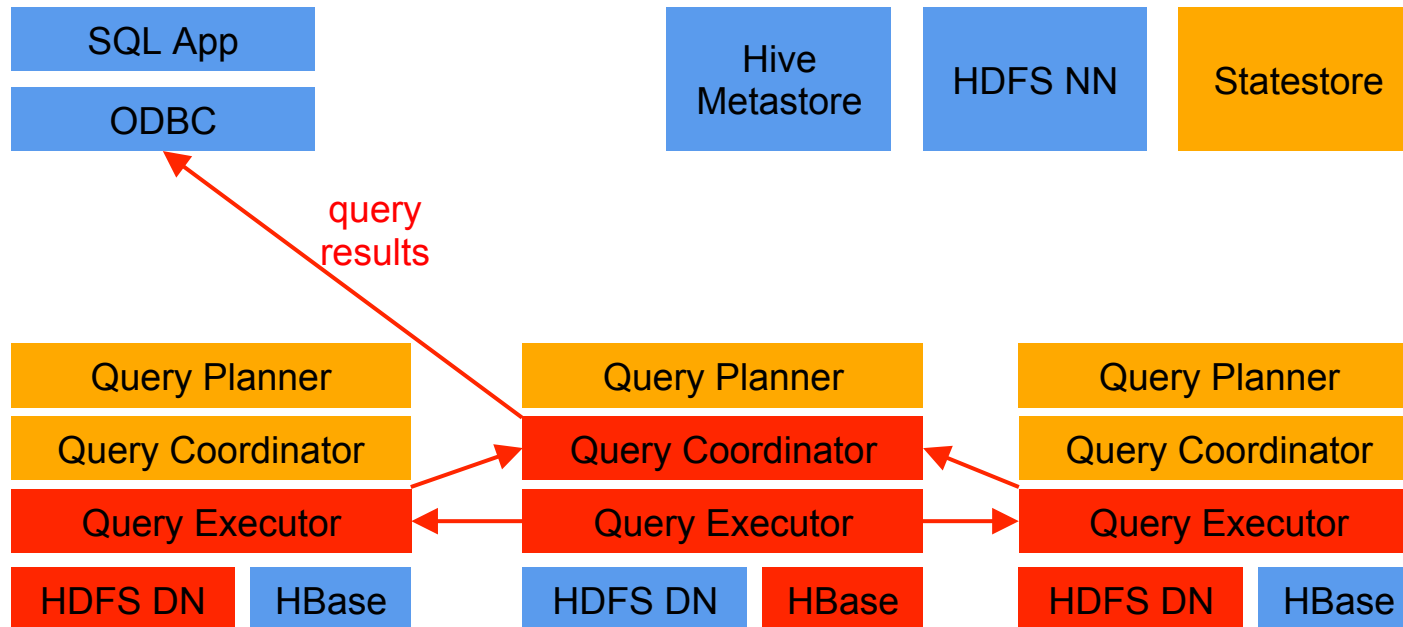 SQL App
ODBC
Hive
Metastore
HDFS NN
Statestore
query
results
Query Planner
Query Planner
Query Planner
Query Coordinator
Query Coordinator
Query Coordinator
Query Executor
Query Executor
Query Executor
HDFS DN
HBase
HDFS DN
HBase
HDFS DN
HBase